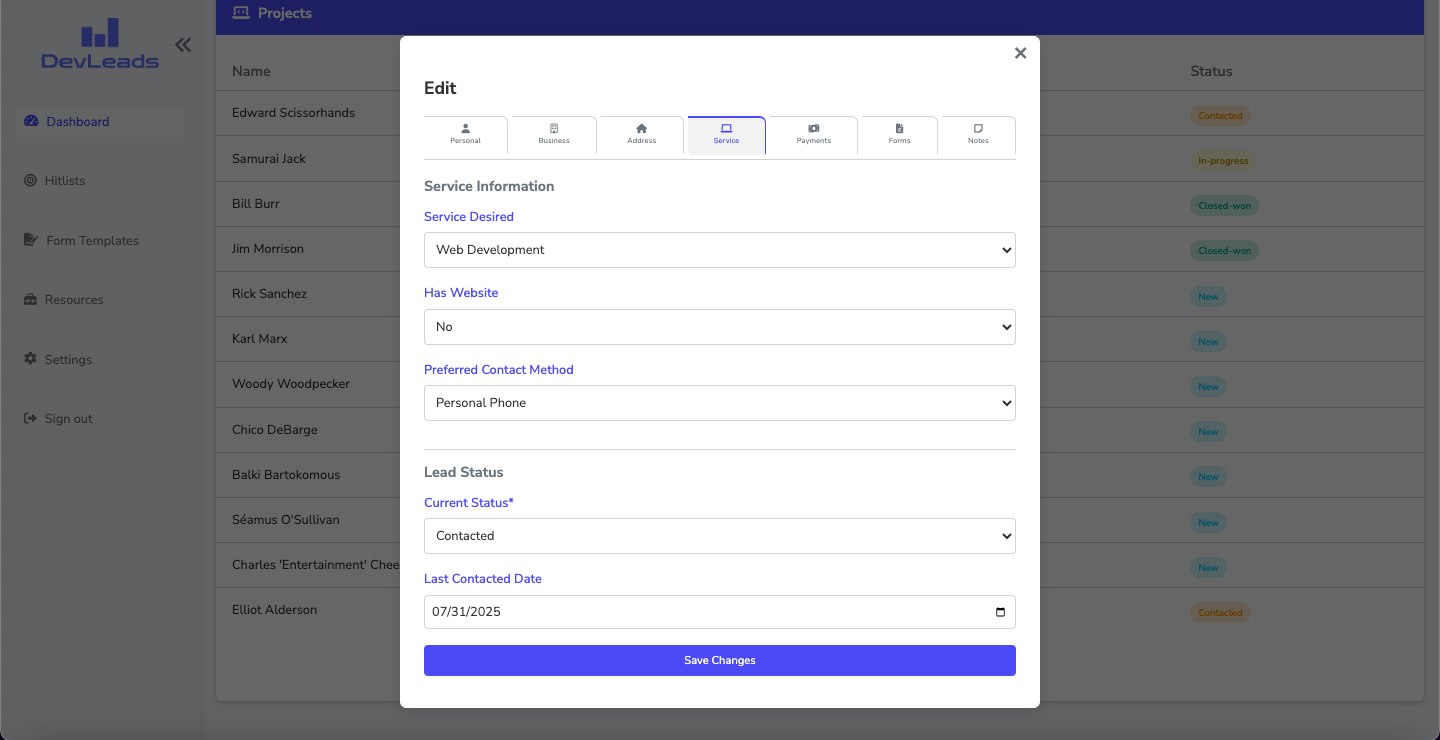 DevLeads
Dashboard
Hitlists
Form Templates
Resources
Settings
Sign out
Projects
Name Status
Edward Scissorhands Contacted
Samurai Jack In-progress
Bill Burr Closed-won
Jim Morrison Closed-won
Rick Sanchez New
Karl Marx New
Woody Woodpecker New
Chico DeBarge New
Balki Bartokomous New
Séamus O'Sullivan New
Charles 'Entertainment' Chee New
Elliot Alderson Contacted
Edit
Personal Business Address Service Payments Forms Notes
Service Information
Service Desired
Web Development
Has Website
No
Preferred Contact Method
Personal Phone
Lead Status
Current Status*
Contacted
Last Contacted Date
07/31/2025
Save Changes